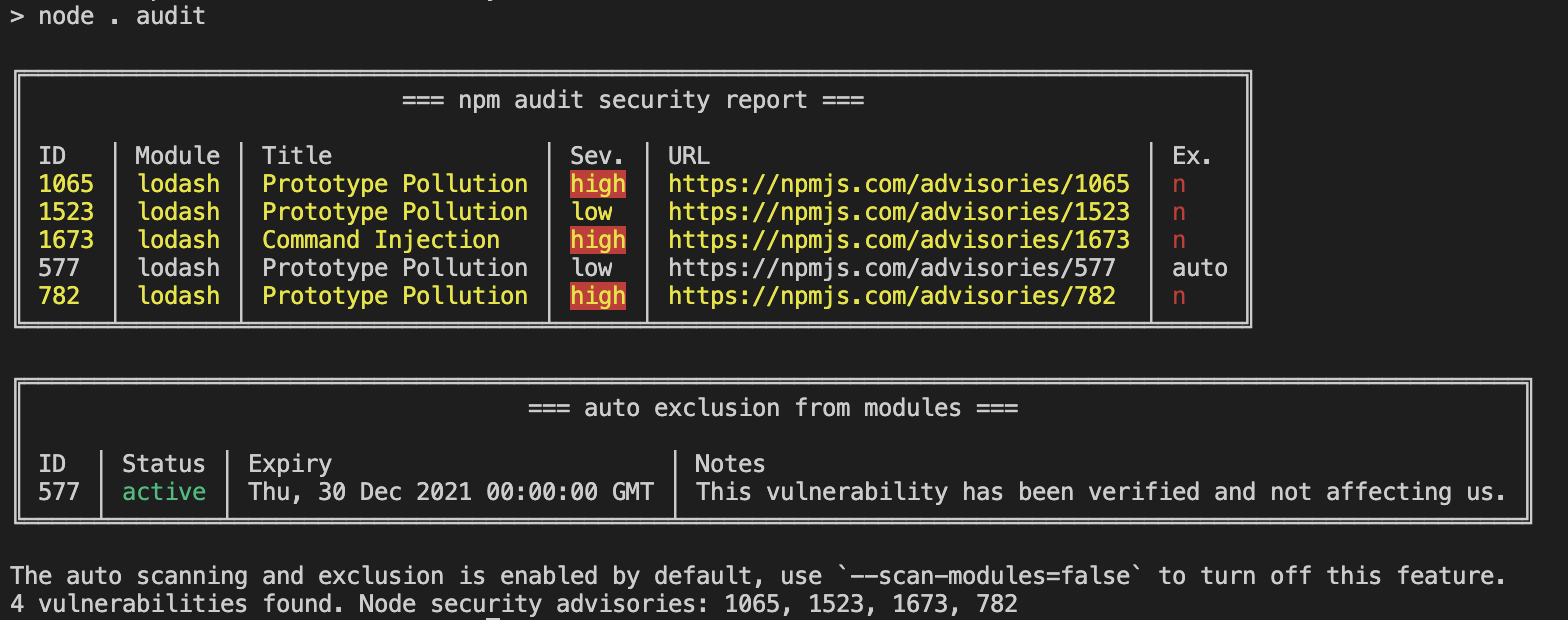 > node . audit
=== npm audit security report ===
ID │ Module │ Title │ Sev. │ URL │ Ex.
1065 │ lodash │ Prototype Pollution │ high │ https://npmjs.com/advisories/1065 │ n
1523 │ lodash │ Prototype Pollution │ low │ https://npmjs.com/advisories/1523 │ n
1673 │ lodash │ Command Injection │ high │ https://npmjs.com/advisories/1673 │ n
577 │ lodash │ Prototype Pollution │ low │ https://npmjs.com/advisories/577 │ auto
782 │ lodash │ Prototype Pollution │ high │ https://npmjs.com/advisories/782 │ n
=== auto exclusion from modules ===
ID │ Status │ Expiry │ Notes
577 │ active │ Thu, 30 Dec 2021 00:00:00 GMT │ This vulnerability has been verified and not affecting us.
The auto scanning and exclusion is enabled by default, use `--scan-modules=false` to turn off this feature.
4 vulnerabilities found. Node security advisories: 1065, 1523, 1673, 782